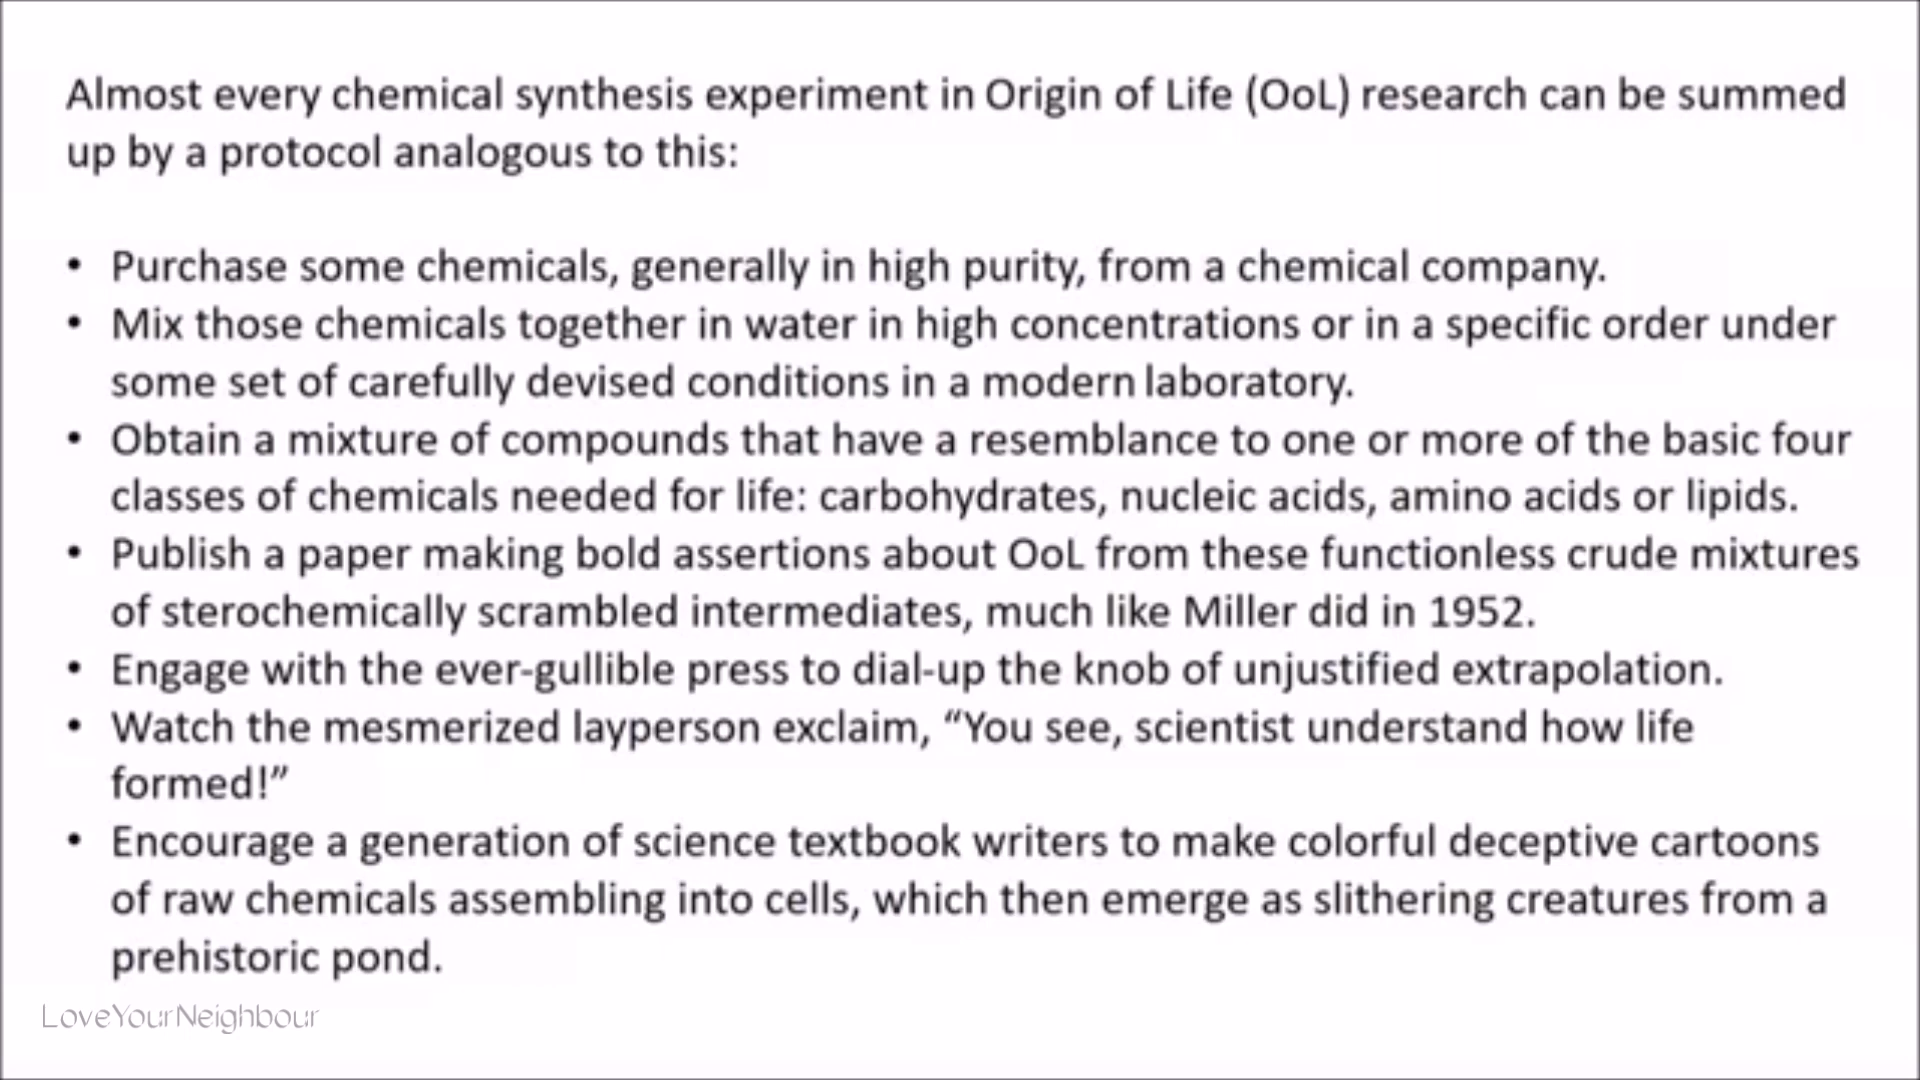 Almost every chemical synthesis experiment in Origin of Life (OoL) research can be summed
up by a protocol analogous to this:
• Purchase some chemicals, generally in high purity, from a chemical company.
• Mix those chemicals together in water in high concentrations or in a specific order under
some set of carefully devised conditions in a modern laboratory.
• Obtain a mixture of compounds that have a resemblance to one or more of the basic four
classes of chemicals needed for life: carbohydrates, nucleic acids, amino acids or lipids.
• Publish a paper making bold assertions about OoL from these functionless crude mixtures
of sterochemically scrambled intermediates, much like Miller did in 1952.
• Engage with the ever-gullible press to dial-up the knob of unjustified extrapolation.
• Watch the mesmerized layperson exclaim, “You see, scientist understand how life
formed!”
• Encourage a generation of science textbook writers to make colorful deceptive cartoons
of raw chemicals assembling into cells, which then emerge as slithering creatures from a
prehistoric pond.
LoveYourNeighbour